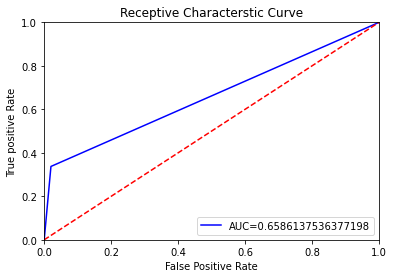 Receptive Characterstic Curve
1.0
0.8
0.6
0.4
0.2
0.0
True positive Rate
AUC=0.6586137536377198
0.0 0.2 0.4 0.6 0.8 1.0
False Positive Rate